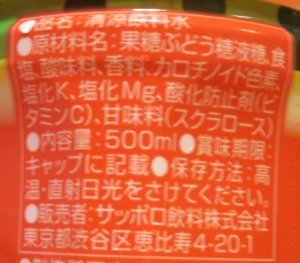 ●品名:清涼飲料水
●原材料名:果糖ぶどう糖液糖、食
塩、酸味料、香料、カロチノイド色素、
塩化K、塩化Mg、酸化防止剤(ビ
タミンC)、甘味料(スクラロース)
●内容量:500ml●賞味期限:
キャップに記載●保存方法:高
温・直射日光をさけてください。
●販売者:サッポロ飲料株式会社
東京都渋谷区恵比寿4-20-1